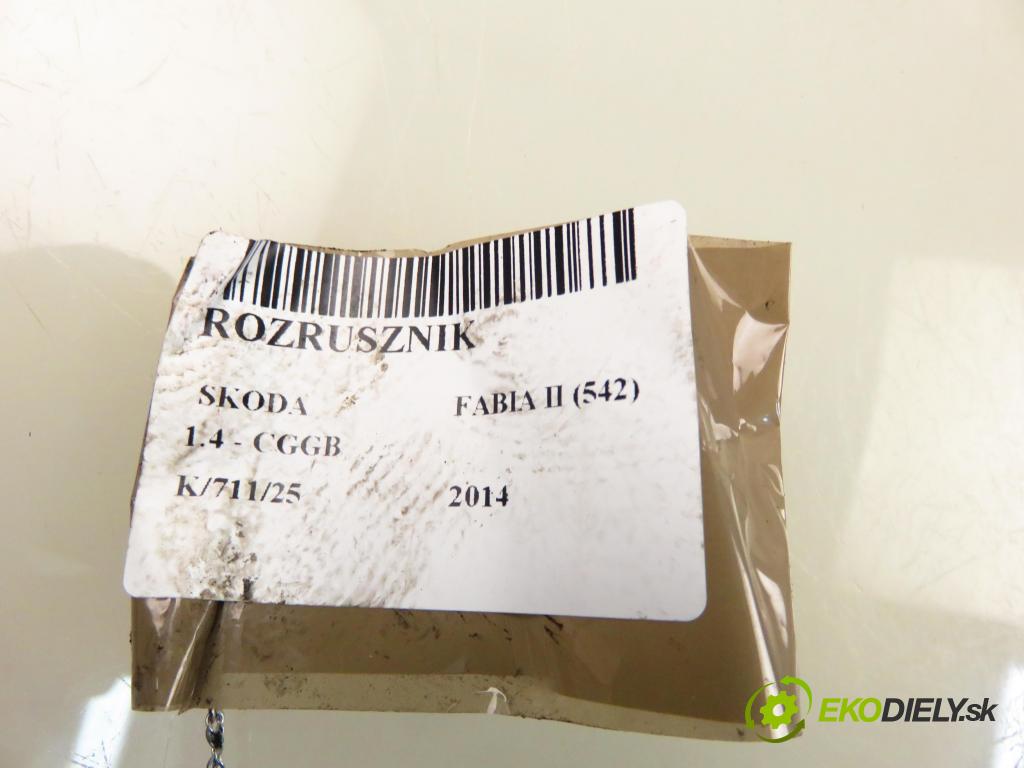 ROZRUSZNIK
SKODA FABIA II (542)
1.4 - CGGB
K/711/25 2014
EKODIELY.sk